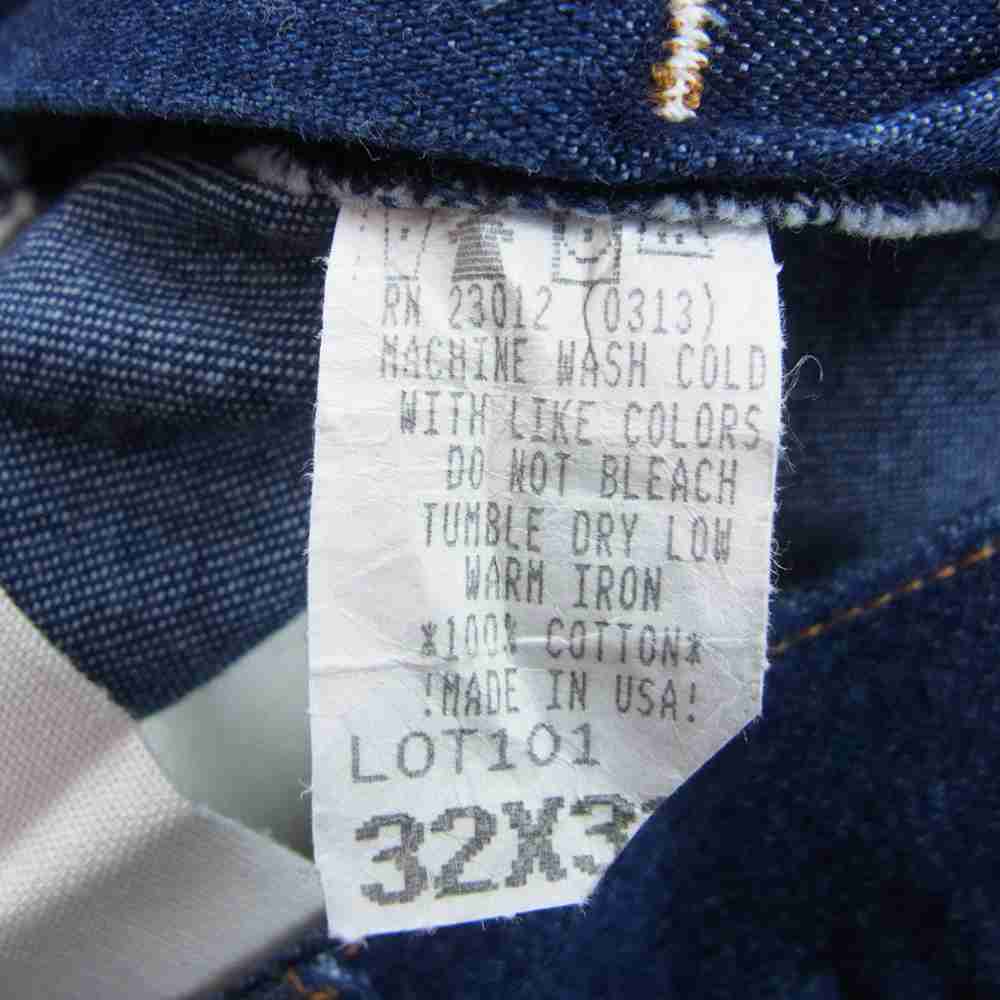 RN 23012 (0313)
MACHINE WASH COLD
WITH LIKE COLORS
DO NOT BLEACH
TUMBLE DRY LOW
WARM IRON
*100% COTTON*
!MADE IN USA!
LOT101
32X3